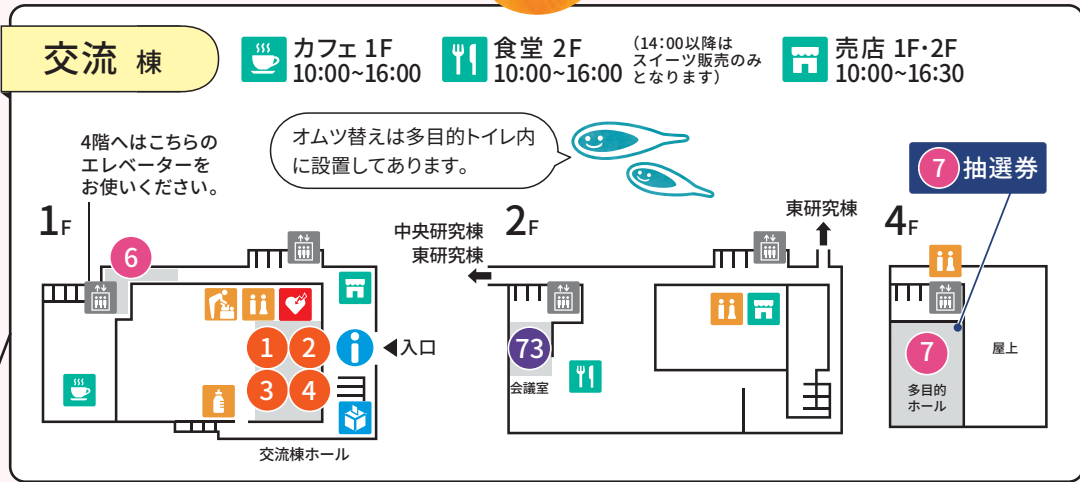 交流 棟
カフェ 1F
10:00~16:00
食堂 2F
10:00~16:00
（14:00以降は
スイーツ販売のみ
となります）
売店 1F・2F
10:00~16:30
4階へはこちらの
エレベーターを
お使いください。
オムツ替えは多目的トイレ内
に設置してあります。
7 抽選券
1F
6
1 2
3 4
入口
交流棟ホール
中央研究棟
東研究棟
2F
東研究棟
73
会議室
4F
7
多目的
ホール
屋上